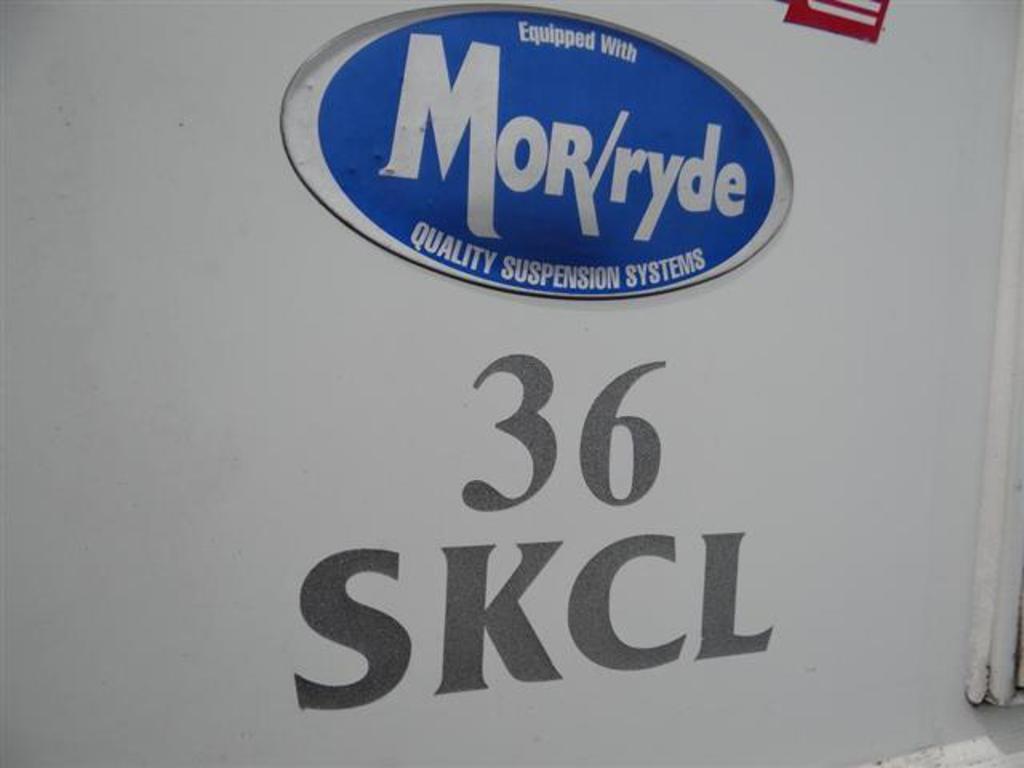 Equipped With
MOR/ryde
QUALITY SUSPENSION SYSTEMS
36
SKCL